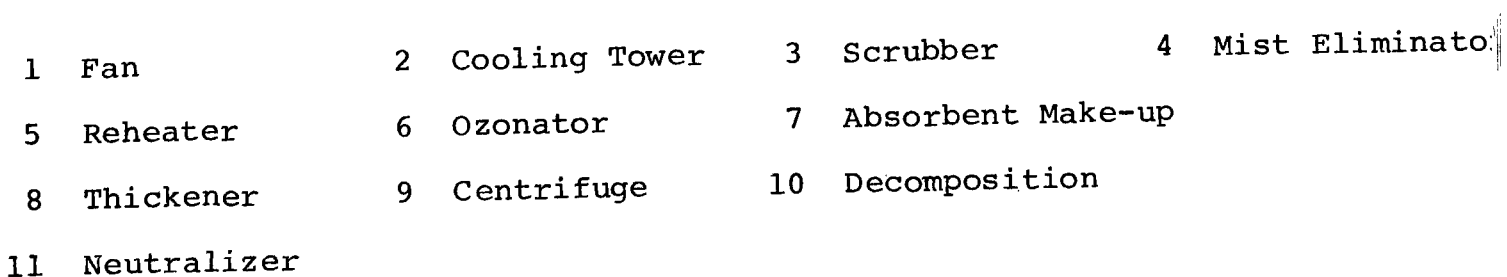 1 Fan 2 Cooling Tower 3 Scrubber 4 Mist Eliminato
5 Reheater 6 Ozonator 7 Absorbent Make-up
8 Thickener 9 Centrifuge 10 Decomposition
11 Neutralizer